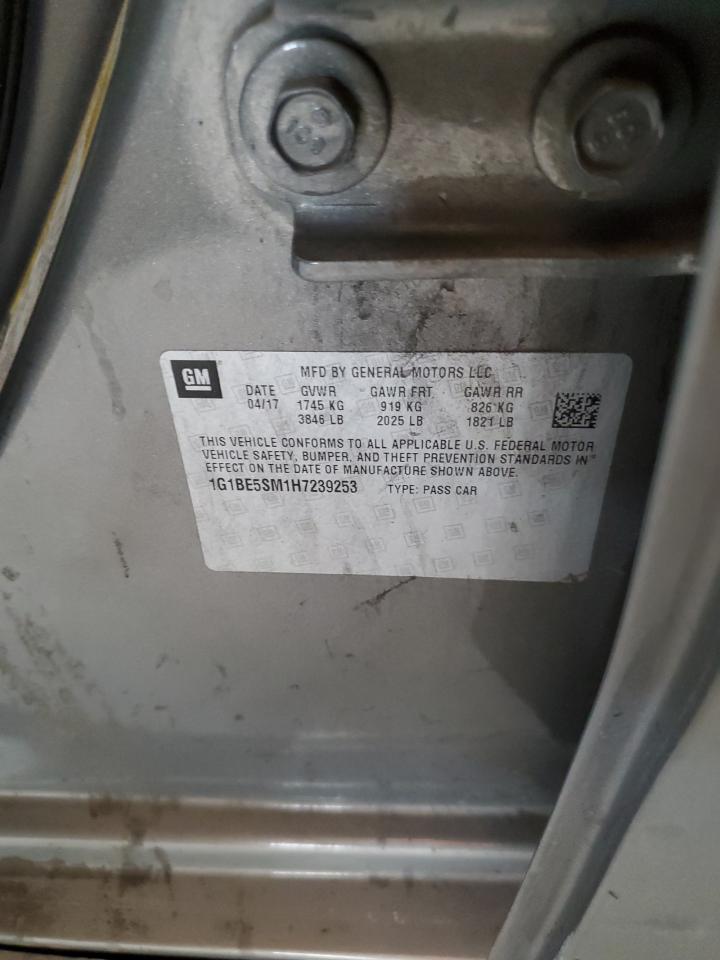 GM
MFD BY GENERAL MOTORS LLC
DATE GVWR GAWR FRT GAWR RR
04/17 1745 KG 919 KG 826 KG
3846 LB 2025 LB 1821 LB
THIS VEHICLE CONFORMS TO ALL APPLICABLE U.S. FEDERAL MOTOR
VEHICLE SAFETY, BUMPER, AND THEFT PREVENTION STANDARDS IN
EFFECT ON THE DATE OF MANUFACTURE SHOWN ABOVE.
1G1BE5SM1H7239253 TYPE: PASS CAR